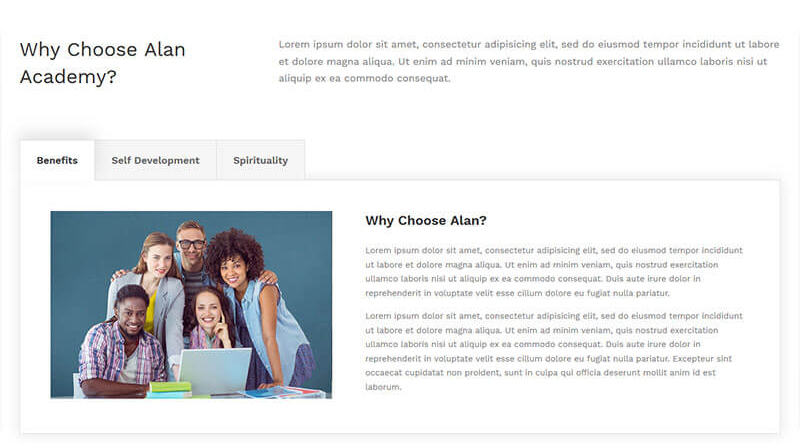 Why Choose Alan
Academy?
Lorem ipsum dolor sit amet, consectetur adipisicing elit, sed do eiusmod tempor incididunt ut labore
et dolore magna aliqua. Ut enim ad minim veniam, quis nostrud exercitation ullamco laboris nisi ut
aliquip ex ea commodo consequat.
Benefits
Self Development
Spirituality
Why Choose Alan?
Lorem ipsum dolor sit amet, consectetur adipisicing elit, sed do eiusmod tempor incididunt
ut labore et dolore magna aliqua. Ut enim ad minim veniam, quis nostrud exercitation
ullamco laboris nisi ut aliquip ex ea commodo consequat. Duis aute irure dolor in
reprehenderit in voluptate velit esse cillum dolore eu fugiat nulla pariatur.
Lorem ipsum dolor sit amet, consectetur adipisicing elit, sed do eiusmod tempor incididunt
ut labore et dolore magna aliqua. Ut enim ad minim veniam, quis nostrud exercitation
ullamco laboris nisi ut aliquip ex ea commodo consequat. Duis aute irure dolor in
reprehenderit in voluptate velit esse cillum dolore eu fugiat nulla pariatur. Excepteur sint
occaecat cupidatat non proident, sunt in culpa qui officia deserunt mollit anim id est
laborum.